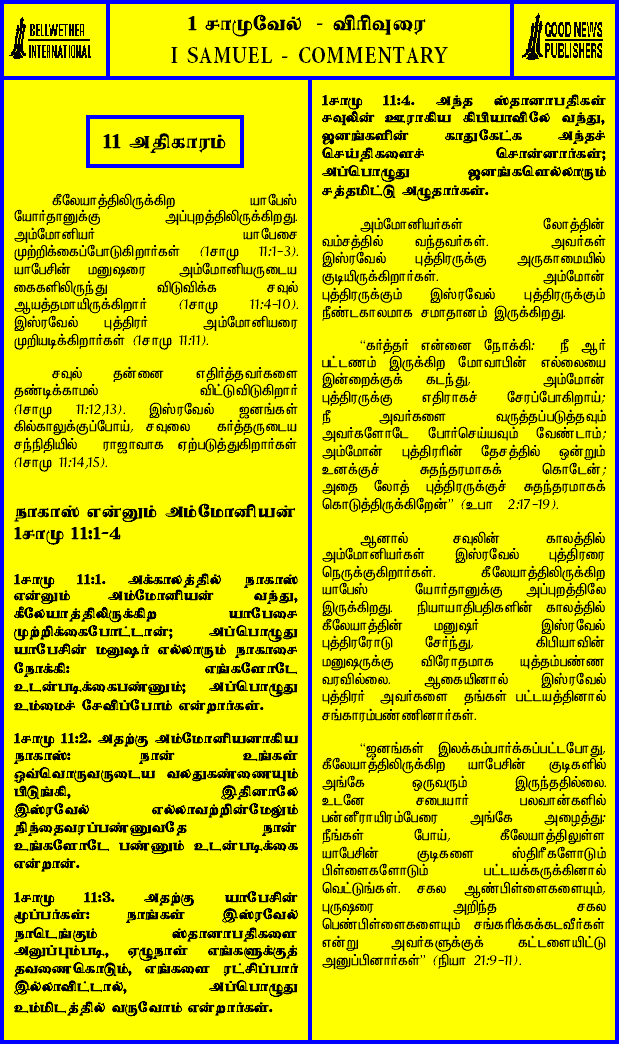 BELLWETHER
INTERNATIONAL
1 சாமுவேல் - விரிவுரை
I SAMUEL - COMMENTARY
GOOD NEWS
PUBLISHERS
11 அதிகாரம்
கீலேயாத்திலிருக்கிற யாபேஸ்
யோர்தானுக்கு அப்புறத்திலிருக்கிறது.
அம்மோனியர் யாபேசை
முற்றிக்கைப்போடுகிறார்கள் (1சாமு 11:1-3).
யாபேசின் மனுஷரை அம்மோனியருடைய
கைகளிலிருந்து விடுவிக்க சவுல்
ஆயத்தமாயிருக்கிறார் (1சாமு 11:4-10).
இஸ்ரவேல் புத்திரர் அம்மோனியரை
முறியடிக்கிறார்கள் (1சாமு 11:11).
சவுல் தன்னை எதிர்த்தவர்களை
தண்டிக்காமல் விட்டுவிடுகிறார்
(1சாமு 11:12,13). இஸ்ரவேல் ஜனங்கள்
கில்காலுக்குப்போய், சவுலை கர்த்தருடைய
சந்நிதியில் ராஜாவாக ஏற்படுத்துகிறார்கள்
(1சாமு 11:14,15).
நாகாஸ் என்னும் அம்மோனியன்
1சாமு 11:1-4
1சாமு 11:1. அக்காலத்தில் நாகாஸ்
என்னும் அம்மோனியன் வந்து,
கீலேயாத்திலிருக்கிற யாபேசை
முற்றிக்கைபோட்டான்; அப்பொழுது
யாபேசின் மனுஷர் எல்லாரும் நாகாசை
நோக்கி: எங்களோடே
உடன்படிக்கைபண்ணும்; அப்பொழுது
உம்மைச் சேவிப்போம் என்றார்கள்.
1சாமு 11:2. அதற்கு அம்மோனியனாகிய
நாகாஸ்: நான் உங்கள்
ஒவ்வொருவருடைய வலதுகண்ணையும்
பிடுங்கி, இதினாலே
இஸ்ரவேல் எல்லாவற்றின்மேலும்
நிந்தைவரப்பண்ணுவதே நான்
உங்களோடே பண்ணும் உடன்படிக்கை
என்றான்.
1சாமு 11:3. அதற்கு யாபேசின்
மூப்பர்கள்: நாங்கள் இஸ்ரவேல்
நாடெங்கும் ஸ்தானாபதிகளை
அனுப்பும்படி, ஏழுநாள் எங்களுக்குத்
தவணைகொடும், எங்களை ரட்சிப்பார்
இல்லாவிட்டால், அப்பொழுது
உம்மிடத்தில் வருவோம் என்றார்கள்.
1சாமு 11:4. அந்த ஸ்தானாபதிகள்
சவுலின் ஊராகிய கிபியாவிலே வந்து,
ஜனங்களின் காதுகேட்க அந்தச்
செய்திகளைச் சொன்னார்கள்;
அப்பொழுது ஜனங்களெல்லாரும்
சத்தமிட்டு அழுதார்கள்.
அம்மோனியர்கள் லோத்தின்
வம்சத்தில் வந்தவர்கள். அவர்கள்
இஸ்ரவேல் புத்திரருக்கு அருகாமையில்
குடியிருக்கிறார்கள். அம்மோன்
புத்திரருக்கும் இஸ்ரவேல் புத்திரருக்கும்
நீண்டகாலமாக சமாதானம் இருக்கிறது.
“கர்த்தர் என்னை நோக்கி: நீ ஆர்
பட்டணம் இருக்கிற மோவாபின் எல்லையை
இன்றைக்குக் கடந்து, அம்மோன்
புத்திரருக்கு எதிராகச் சேரப்போகிறாய்;
நீ அவர்களை வருத்தப்படுத்தவும்
அவர்களோடே போர்செய்யவும் வேண்டாம்;
அம்மோன் புத்திரரின் தேசத்தில் ஒன்றும்
உனக்குச் சுதந்தரமாகக் கொடேன்;
அதை லோத் புத்திரருக்குச் சுதந்தரமாகக்
கொடுத்திருக்கிறேன்” (உபா 2:17-19).
ஆனால் சவுலின் காலத்தில்
அம்மோனியர்கள் இஸ்ரவேல் புத்திரரை
நெருக்குகிறார்கள். கீலேயாத்திலிருக்கிற
யாபேஸ் யோர்தானுக்கு அப்புறத்திலே
இருக்கிறது. நியாயாதிபதிகளின் காலத்தில்
கீலேயாத்தின் மனுஷர் இஸ்ரவேல்
புத்திரரோடு சேர்ந்து, கிபியாவின்
மனுஷருக்கு விரோதமாக யுத்தம்பண்ண
வரவில்லை. ஆகையினால் இஸ்ரவேல்
புத்திரர் அவர்களை தங்கள் பட்டயத்தினால்
சங்காரம்பண்ணினார்கள்.
“ஜனங்கள் இலக்கம்பார்க்கப்பட்டபோது,
கீலேயாத்திலிருக்கிற யாபேசின் குடிகளில்
அங்கே ஒருவரும் இருந்ததில்லை.
உடனே சபையார் பலவான்களில்
பன்னீராயிரம்பேரை அங்கே அழைத்து:
நீங்கள் போய், கீலேயாத்திலுள்ள
யாபேசின் குடிகளை ஸ்திரீகளோடும்
பிள்ளைகளோடும் பட்டயக்கருக்கினால்
வெட்டுங்கள். சகல ஆண்பிள்ளைகளையும்,
புருஷரை அறிந்த சகல
பெண்பிள்ளைகளையும் சங்கரிக்கக்கடவீர்கள்
என்று அவர்களுக்குக் கட்டளையிட்டு
அனுப்பினார்கள்” (நியா 21:9-11).